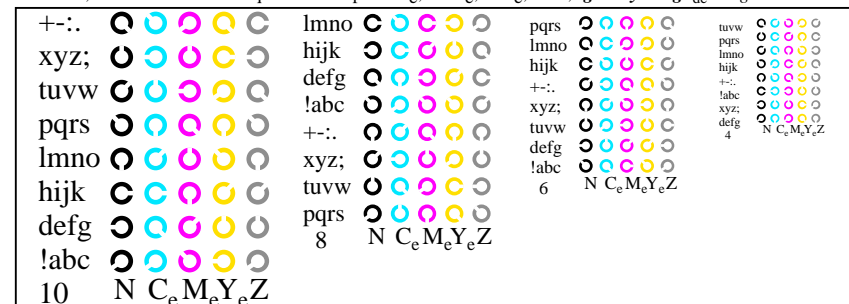 +-:.
xyz;
tuvw
pqrs
lmno
hijk
defg
!abc
10 N CeMeYeZ
lmno
hijk
defg
!abc
+-:.
xyz;
tuvw
pqrs
8 N CeMeYeZ
pqrs
lmno
hijk
+-:.
xyz;
tuvw
defg
!abc
6 N CeMeYeZ
tuvw
pqrs
lmno
hijk
+-:.
!abc
xyz;
defg
4 N CeMeYeZ